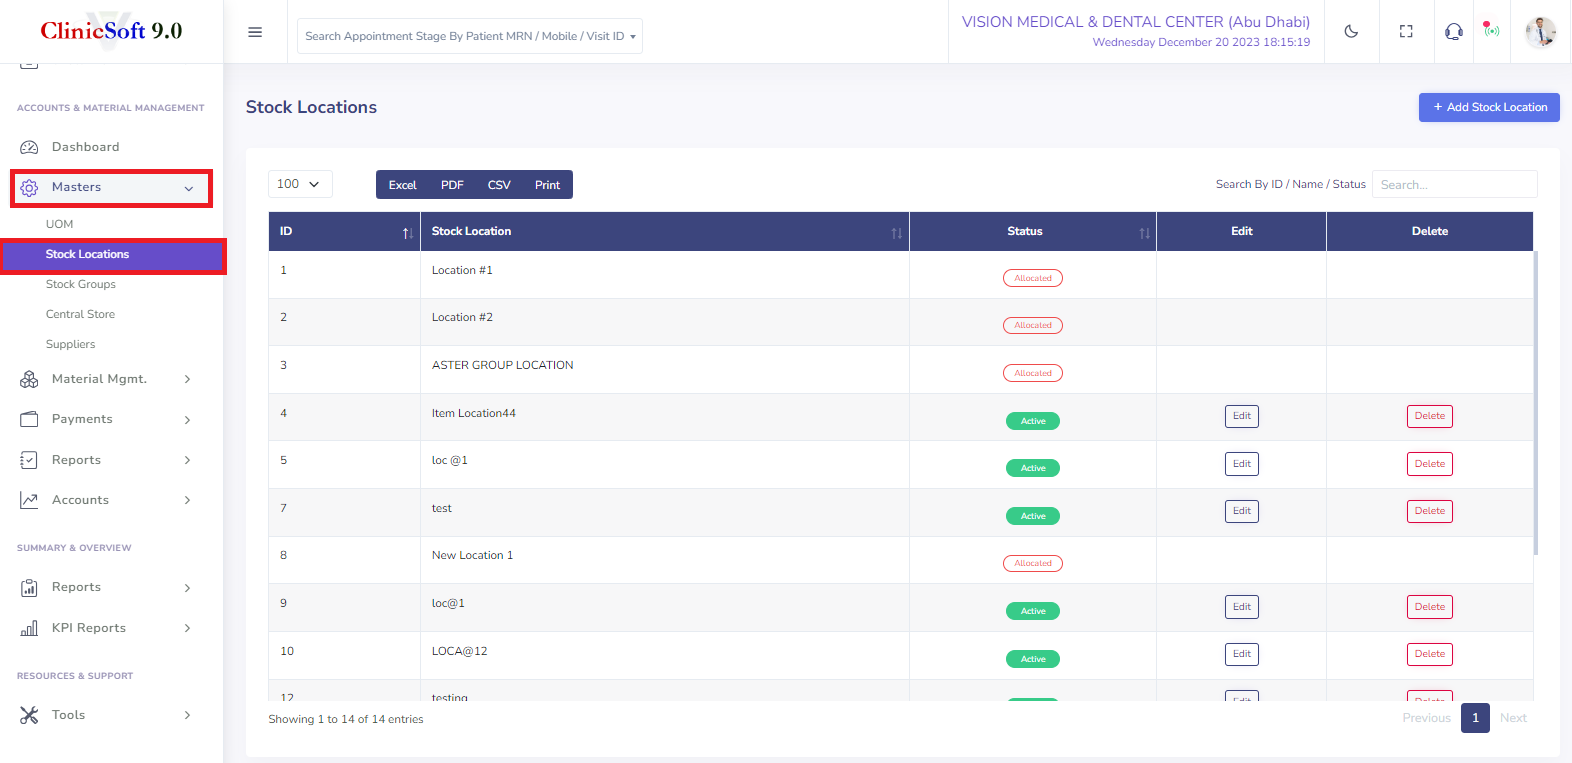 ClinicSoft 9.0
Search Appointment Stage By Patient MRN / Mobile / Visit ID
VISION MEDICAL & DENTAL CENTER (Abu Dhabi)
Wednesday December 20 2023 18:15:19
ACCOUNTS & MATERIAL MANAGEMENT
Dashboard
Masters
UOM
Stock Locations
Stock Groups
Central Store
Suppliers
Material Mgmt.
Payments
Reports
Accounts
SUMMARY & OVERVIEW
Reports
KPI Reports
RESOURCES & SUPPORT
Tools
Stock Locations
+ Add Stock Location
100 Excel PDF CSV Print Search By ID / Name / Status Search...
ID Stock Location Status Edit Delete
1 Location #1 Allocated
2 Location #2 Allocated
3 ASTER GROUP LOCATION Allocated
4 Item Location44 Active Edit Delete
5 loc @1 Active Edit Delete
7 test Active Edit Delete
8 New Location 1 Allocated
9 loc@1 Active Edit Delete
10 LOCA@12 Active Edit Delete
12 testing Edit Delete
Showing 1 to 14 of 14 entries
Previous 1 Next